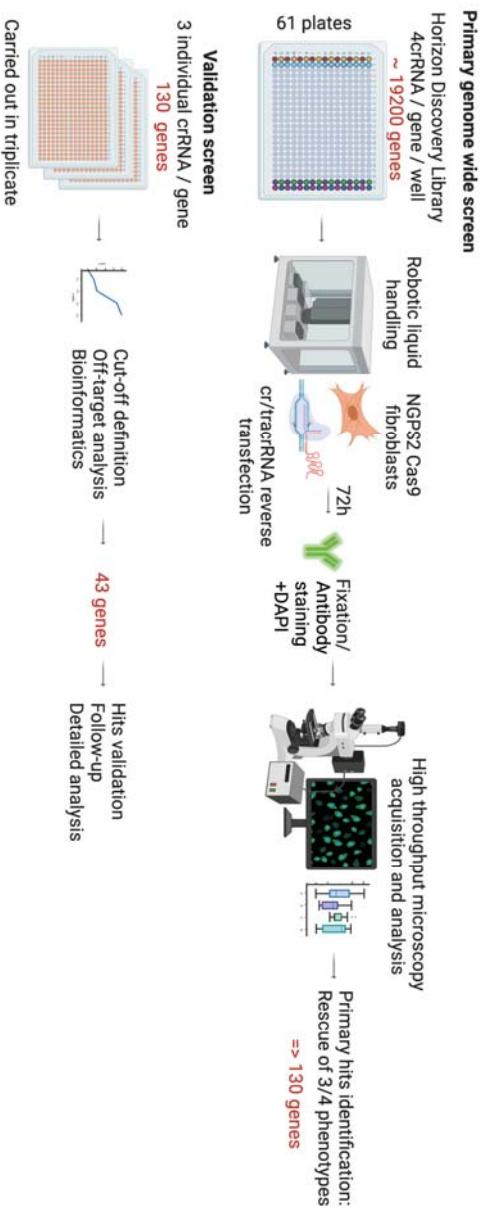 Primary genome wide screen
Horizon Discovery Library
4crRNA / gene / well
~ 19200 genes
61 plates
Robotic liquid
handling
NGPS2 Cas9
fibroblasts
cr/tracrRNA reverse
transfection
72h
Fixation/
Antibody
staining
+DAPI
High throughput microscopy
acquisition and analysis
Primary hits identification:
Rescue of 3/4 phenotypes
=> 130 genes
Validation screen
3 individual crRNA / gene
130 genes
Carried out in triplicate
Cut-off definition
Off-target analysis
Bioinformatics
43 genes
Hits validation
Follow-up
Detailed analysis